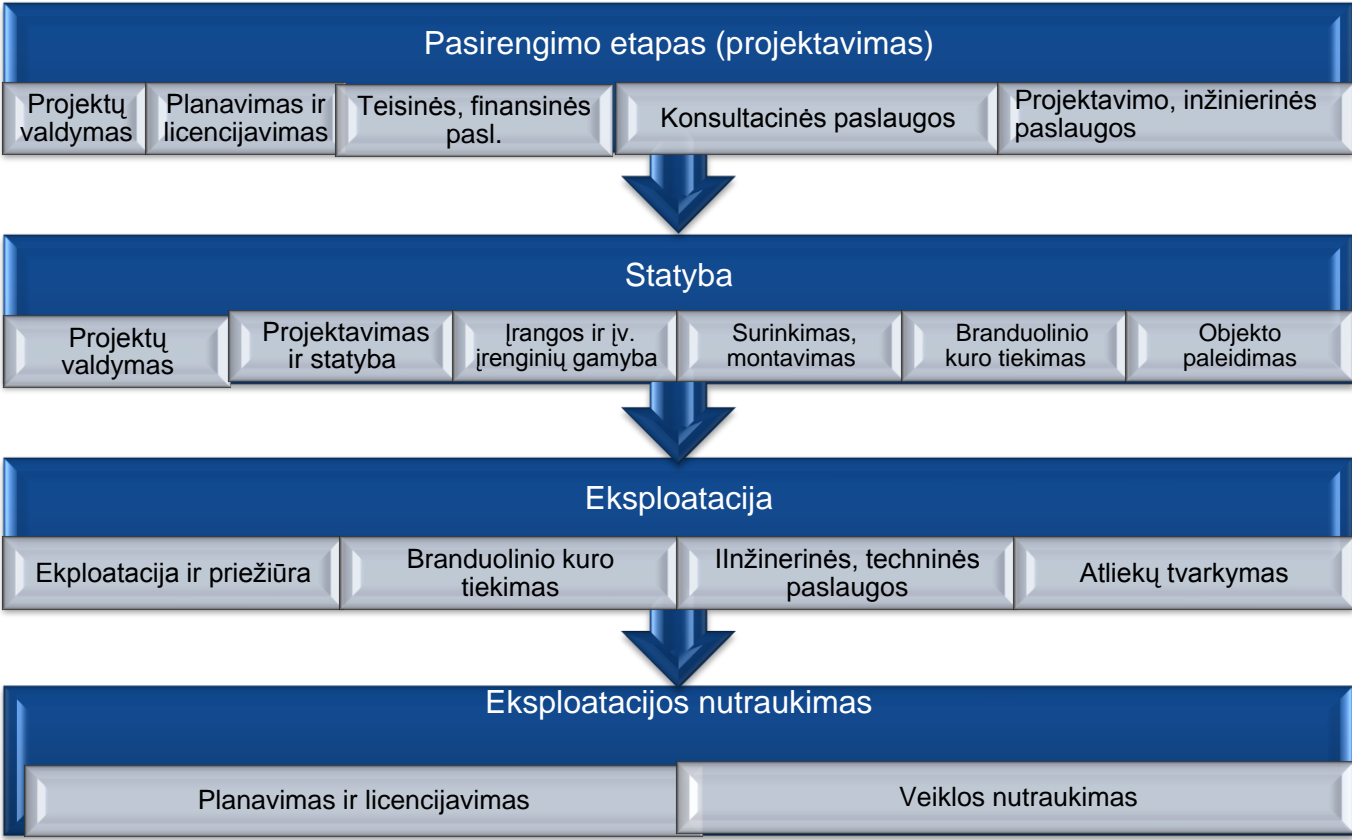 Pasirengimo etapas (projektavimas)
Projektų
valdymas
Planavimas ir
licencijavimas
Teisinės, finansinės
pasl.
Konsultacinės paslaugos
Projektavimo, inžinierinės
paslaugos
Statyba
Projektų
valdymas
Projektavimas
ir statyba
Įrangos ir įv.
įrenginių gamyba
Surinkimas,
montavimas
Branduolinio
kuro tiekimas
Objekto
paleidimas
Eksploatacija
Ekploatacija ir priežiūra
Branduolinio kuro
tiekimas
IInžinerinės, techninės
paslaugos
Atliekų tvarkymas
Eksploatacijos nutraukimas
Planavimas ir licencijavimas
Veiklos nutraukimas